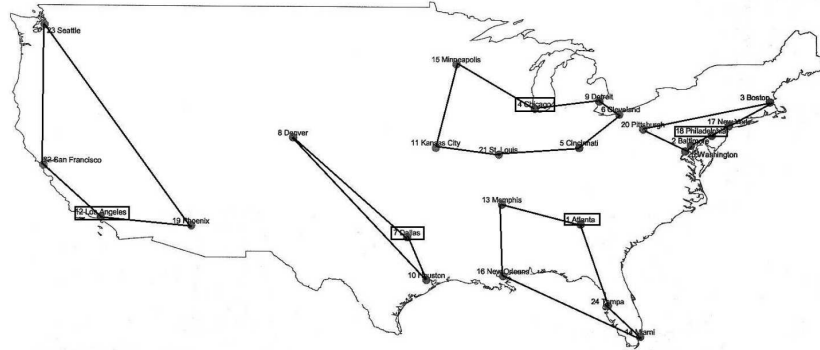 23 Seattle
15 Minneapolis
4 Chicago
9 Detroit
3 Boston
6 Cleveland
17 New York
20 Pittsburgh
18 Philadelphia
8 Denver
2 Baltimore
11 Kansas City
21 St. Louis
5 Cincinnati
Washington
San Francisco
13 Memphis
12 Los Angeles
1 Atlanta
19 Phoenix
7 Dallas
10 Houston
16 New Orleans
24 Tampa
14 Miami